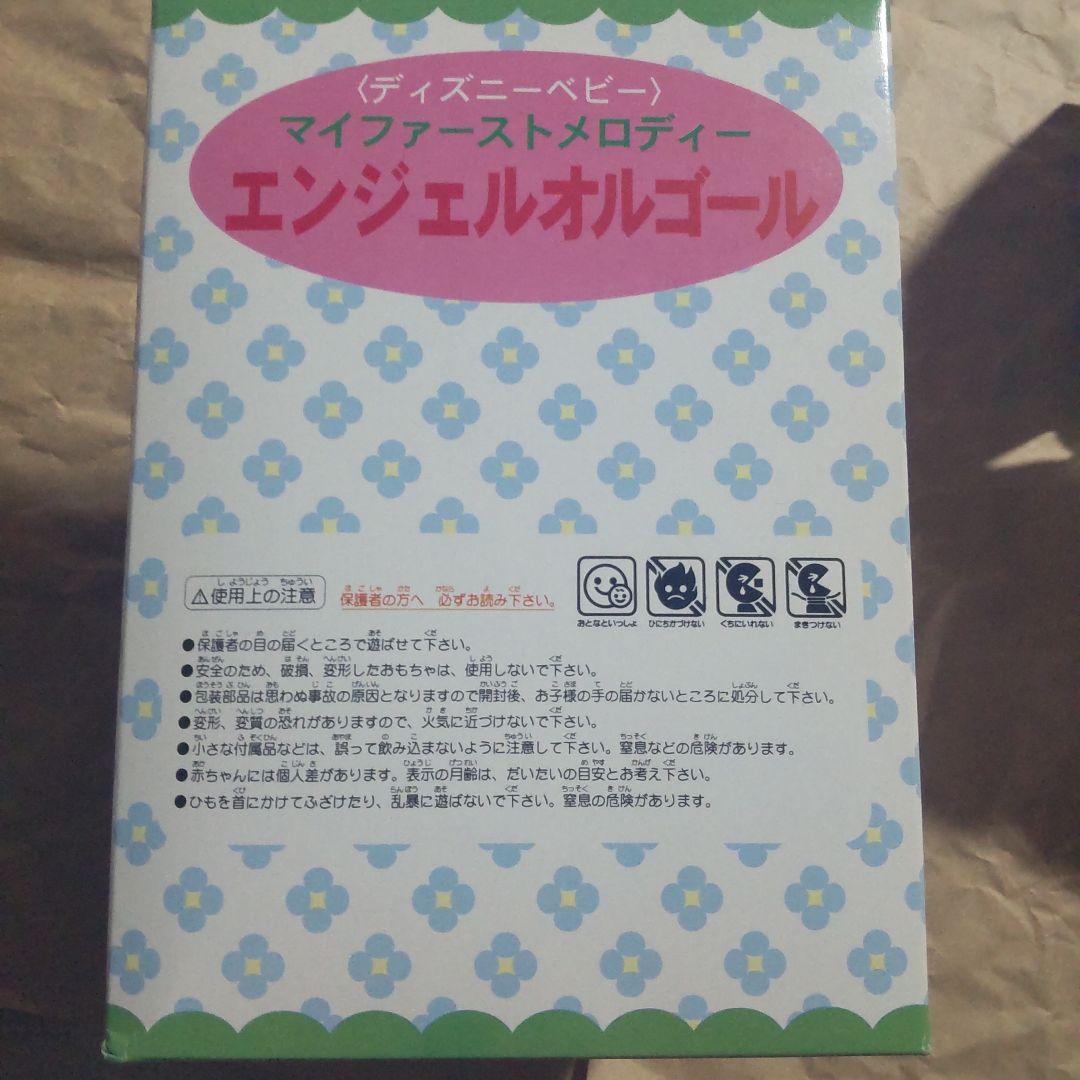 〈ディズニーベビー〉
マイファーストメロディー
エンジェルオルゴール
⚠使用上の注意 保護者の方へ 必ずお読み下さい。
おとなといっしょ ひにちかづけない くちにいれない まきつけない
●保護者の目の届くところで遊ばせて下さい。
●安全のため、破損、変形したおもちゃは、使用しないで下さい。
●包装部品は思わぬ事故の原因となりますので開封後、お子様の手の届かないところに処分して下さい。
●変形、変質の恐れがありますので、火気に近づけないで下さい。
●小さな付属品などは、誤って飲み込まないように注意して下さい。窒息などの危険があります。
●赤ちゃんには個人差があります。表示の月齢は、だいたいの目安とお考え下さい。
●ひもを首にかけてふざけたり、乱暴に遊ばないで下さい。窒息の危険があります。